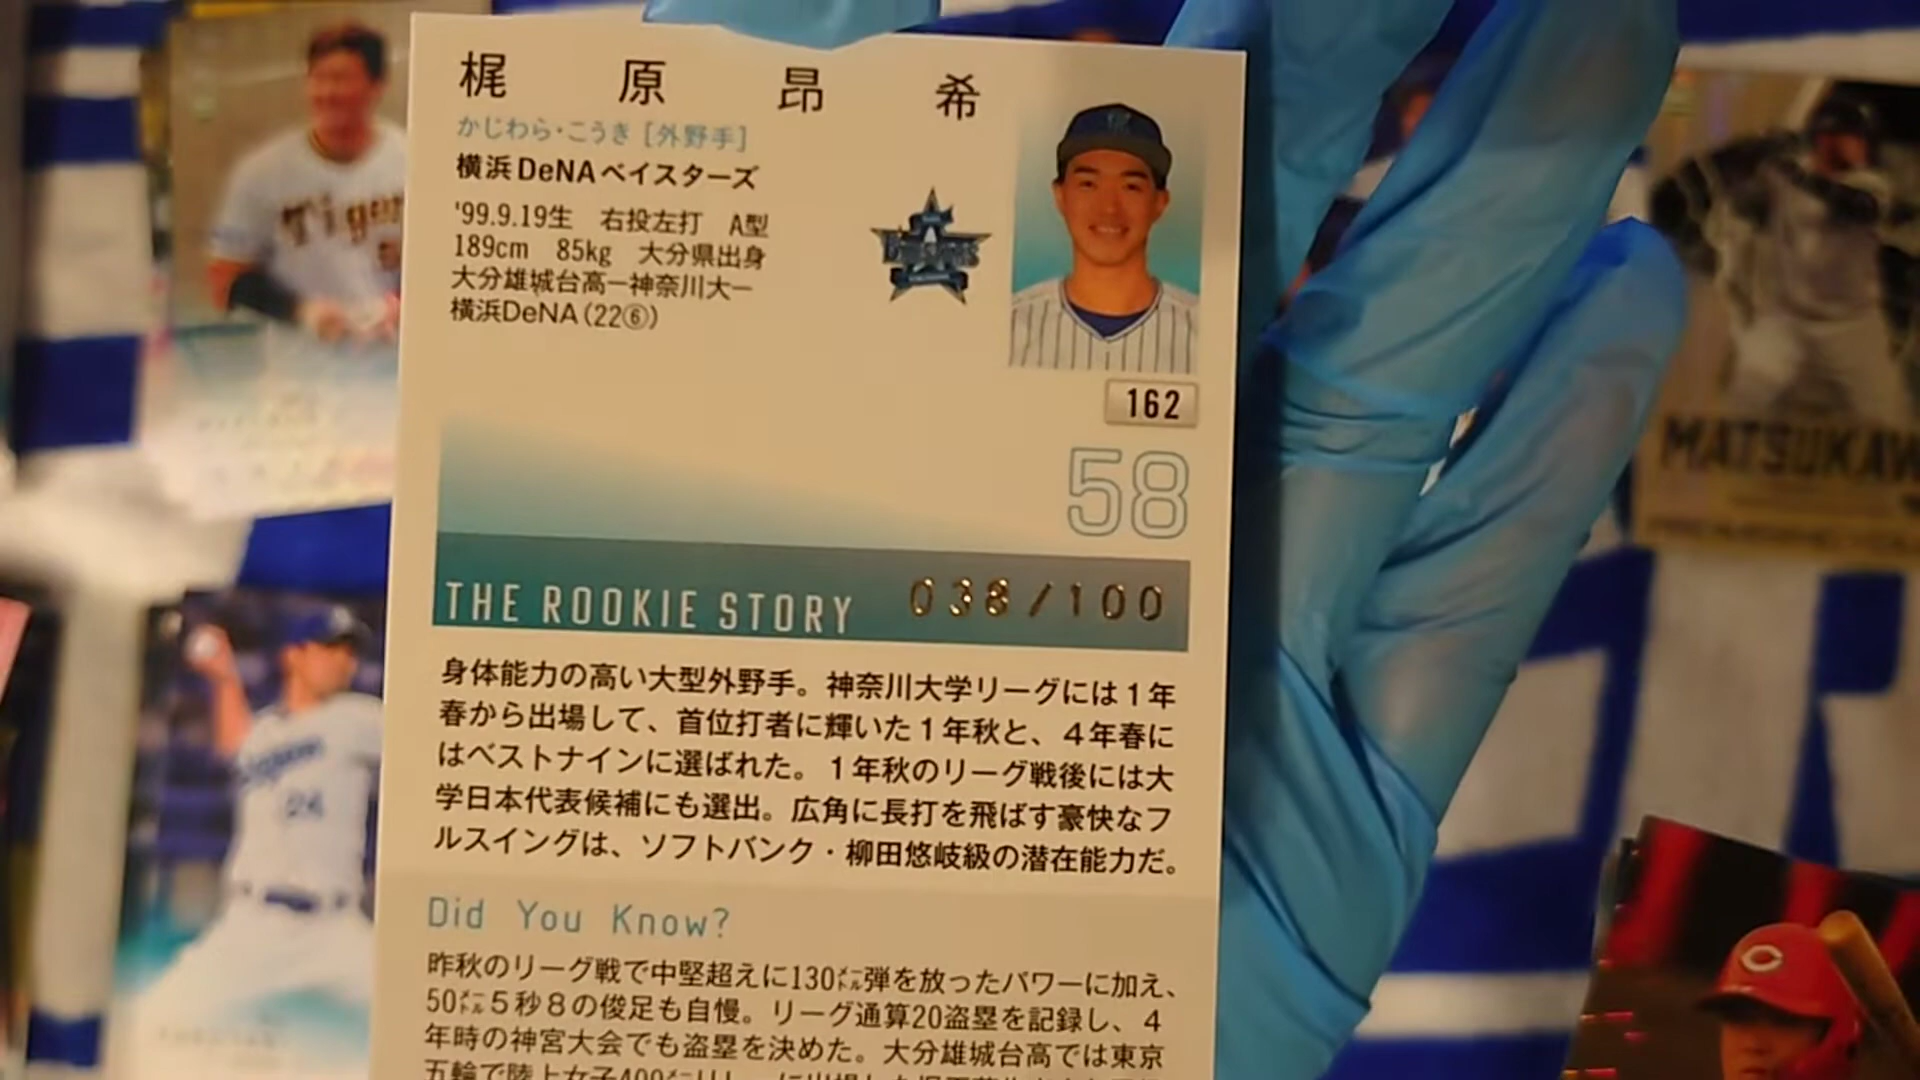 梶原昂希
かじわら・こうき [外野手]
横浜DeNAベイスターズ
'99.9.19生 右投左打 A型
189cm 85kg 大分県出身
大分雄城台高ー神奈川大ー
横浜DeNA(22⑥)
162
58
THE ROOKIE STORY 038/100
身体能力の高い大型外野手。神奈川大学リーグには1年
春から出場して、首位打者に輝いた1年秋と、4年春に
はベストナインに選ばれた。1年秋のリーグ戦後には大
学日本代表候補にも選出。広角に長打を飛ばす豪快なフ
ルスイングは、ソフトバンク・柳田悠岐級の潜在能力だ。
Did You Know?
昨秋のリーグ戦で中堅超えに130㍍弾を放ったパワーに加え、
50㍍5秒8の俊足も自慢。リーグ通算20盗塁を記録し、4
年時の神宮大会でも盗塁を決めた。大分雄城台高では東京
五輪で陸上女子400
Tigers
24
MATSUKAW
C